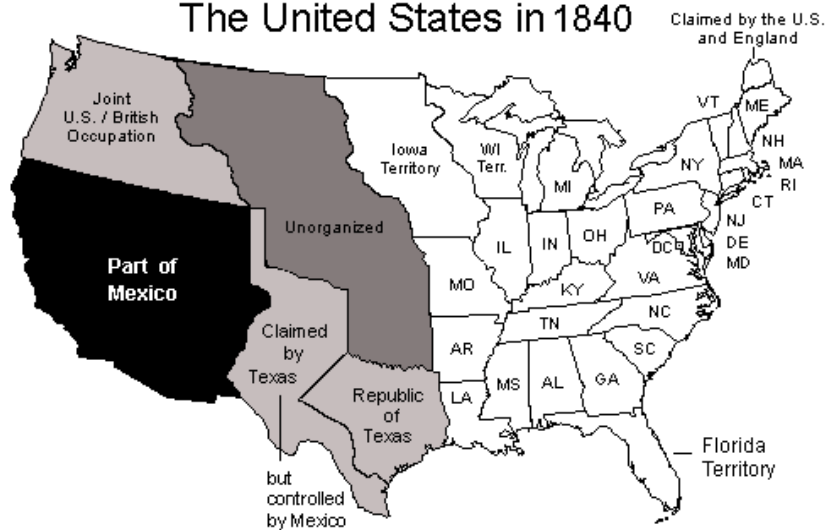 The United States in 1840
Claimed by the U.S.
and England
Joint
U.S. / British
Occupation
Iowa
Territory
WI
Terr.
MI
VT
ME
NH
MA
RI
CT
NY
PA
NJ
DE
MD
DC
Unorganized
IL
IN
OH
Part of
Mexico
MO
KY
VA
NC
TN
Claimed
by
Texas
AR
SC
Republic
of
Texas
LA
MS
AL
GA
Florida
Territory
but
controlled
by Mexico